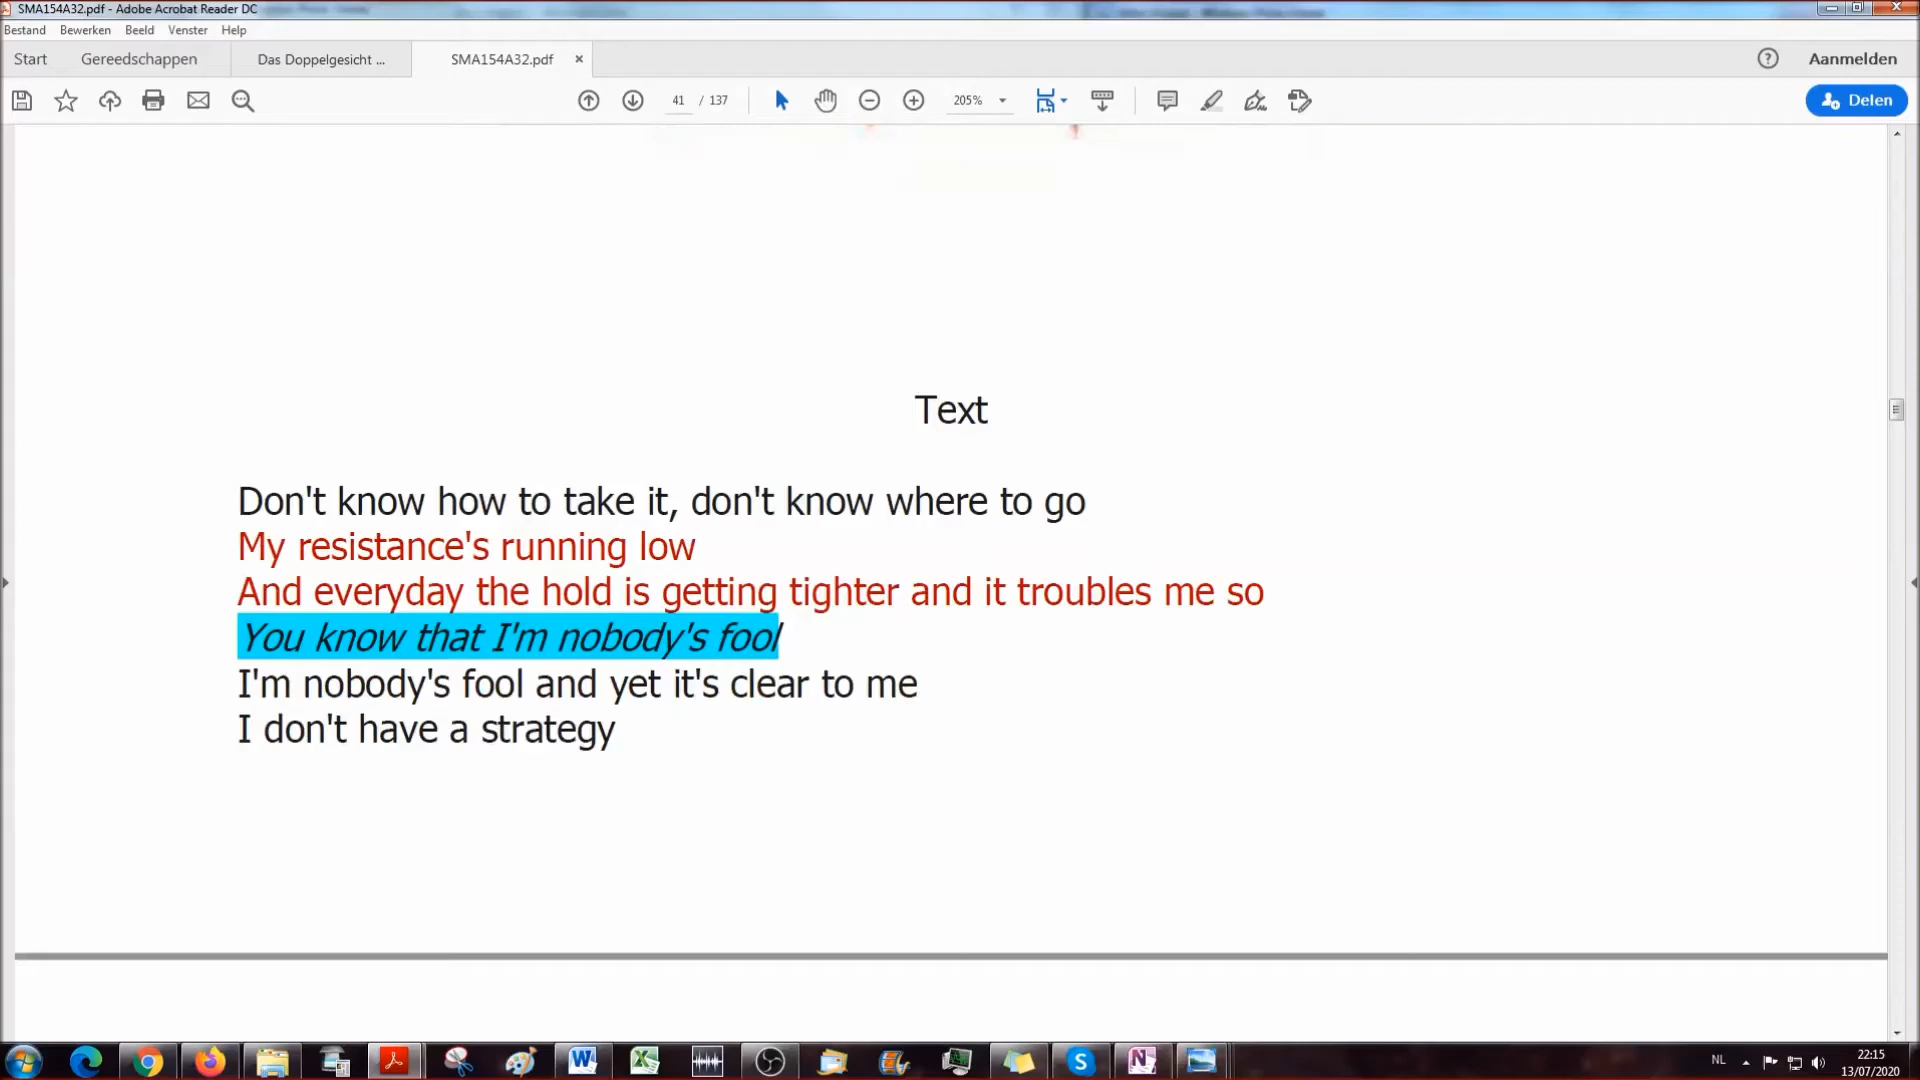 SMA154A32.pdf - Adobe Acrobat Reader DC
Bestand Bewerken Beeld Venster Help
Start Gereedschappen Das Doppelgesicht ... SMA154A32.pdf Aanmelden
41 / 137 205% Delen
Text
Don't know how to take it, don't know where to go
My resistance's running low
And everyday the hold is getting tighter and it troubles me so
You know that I'm nobody's fool
I'm nobody's fool and yet it's clear to me
I don't have a strategy
NL 22:15
13/07/2020